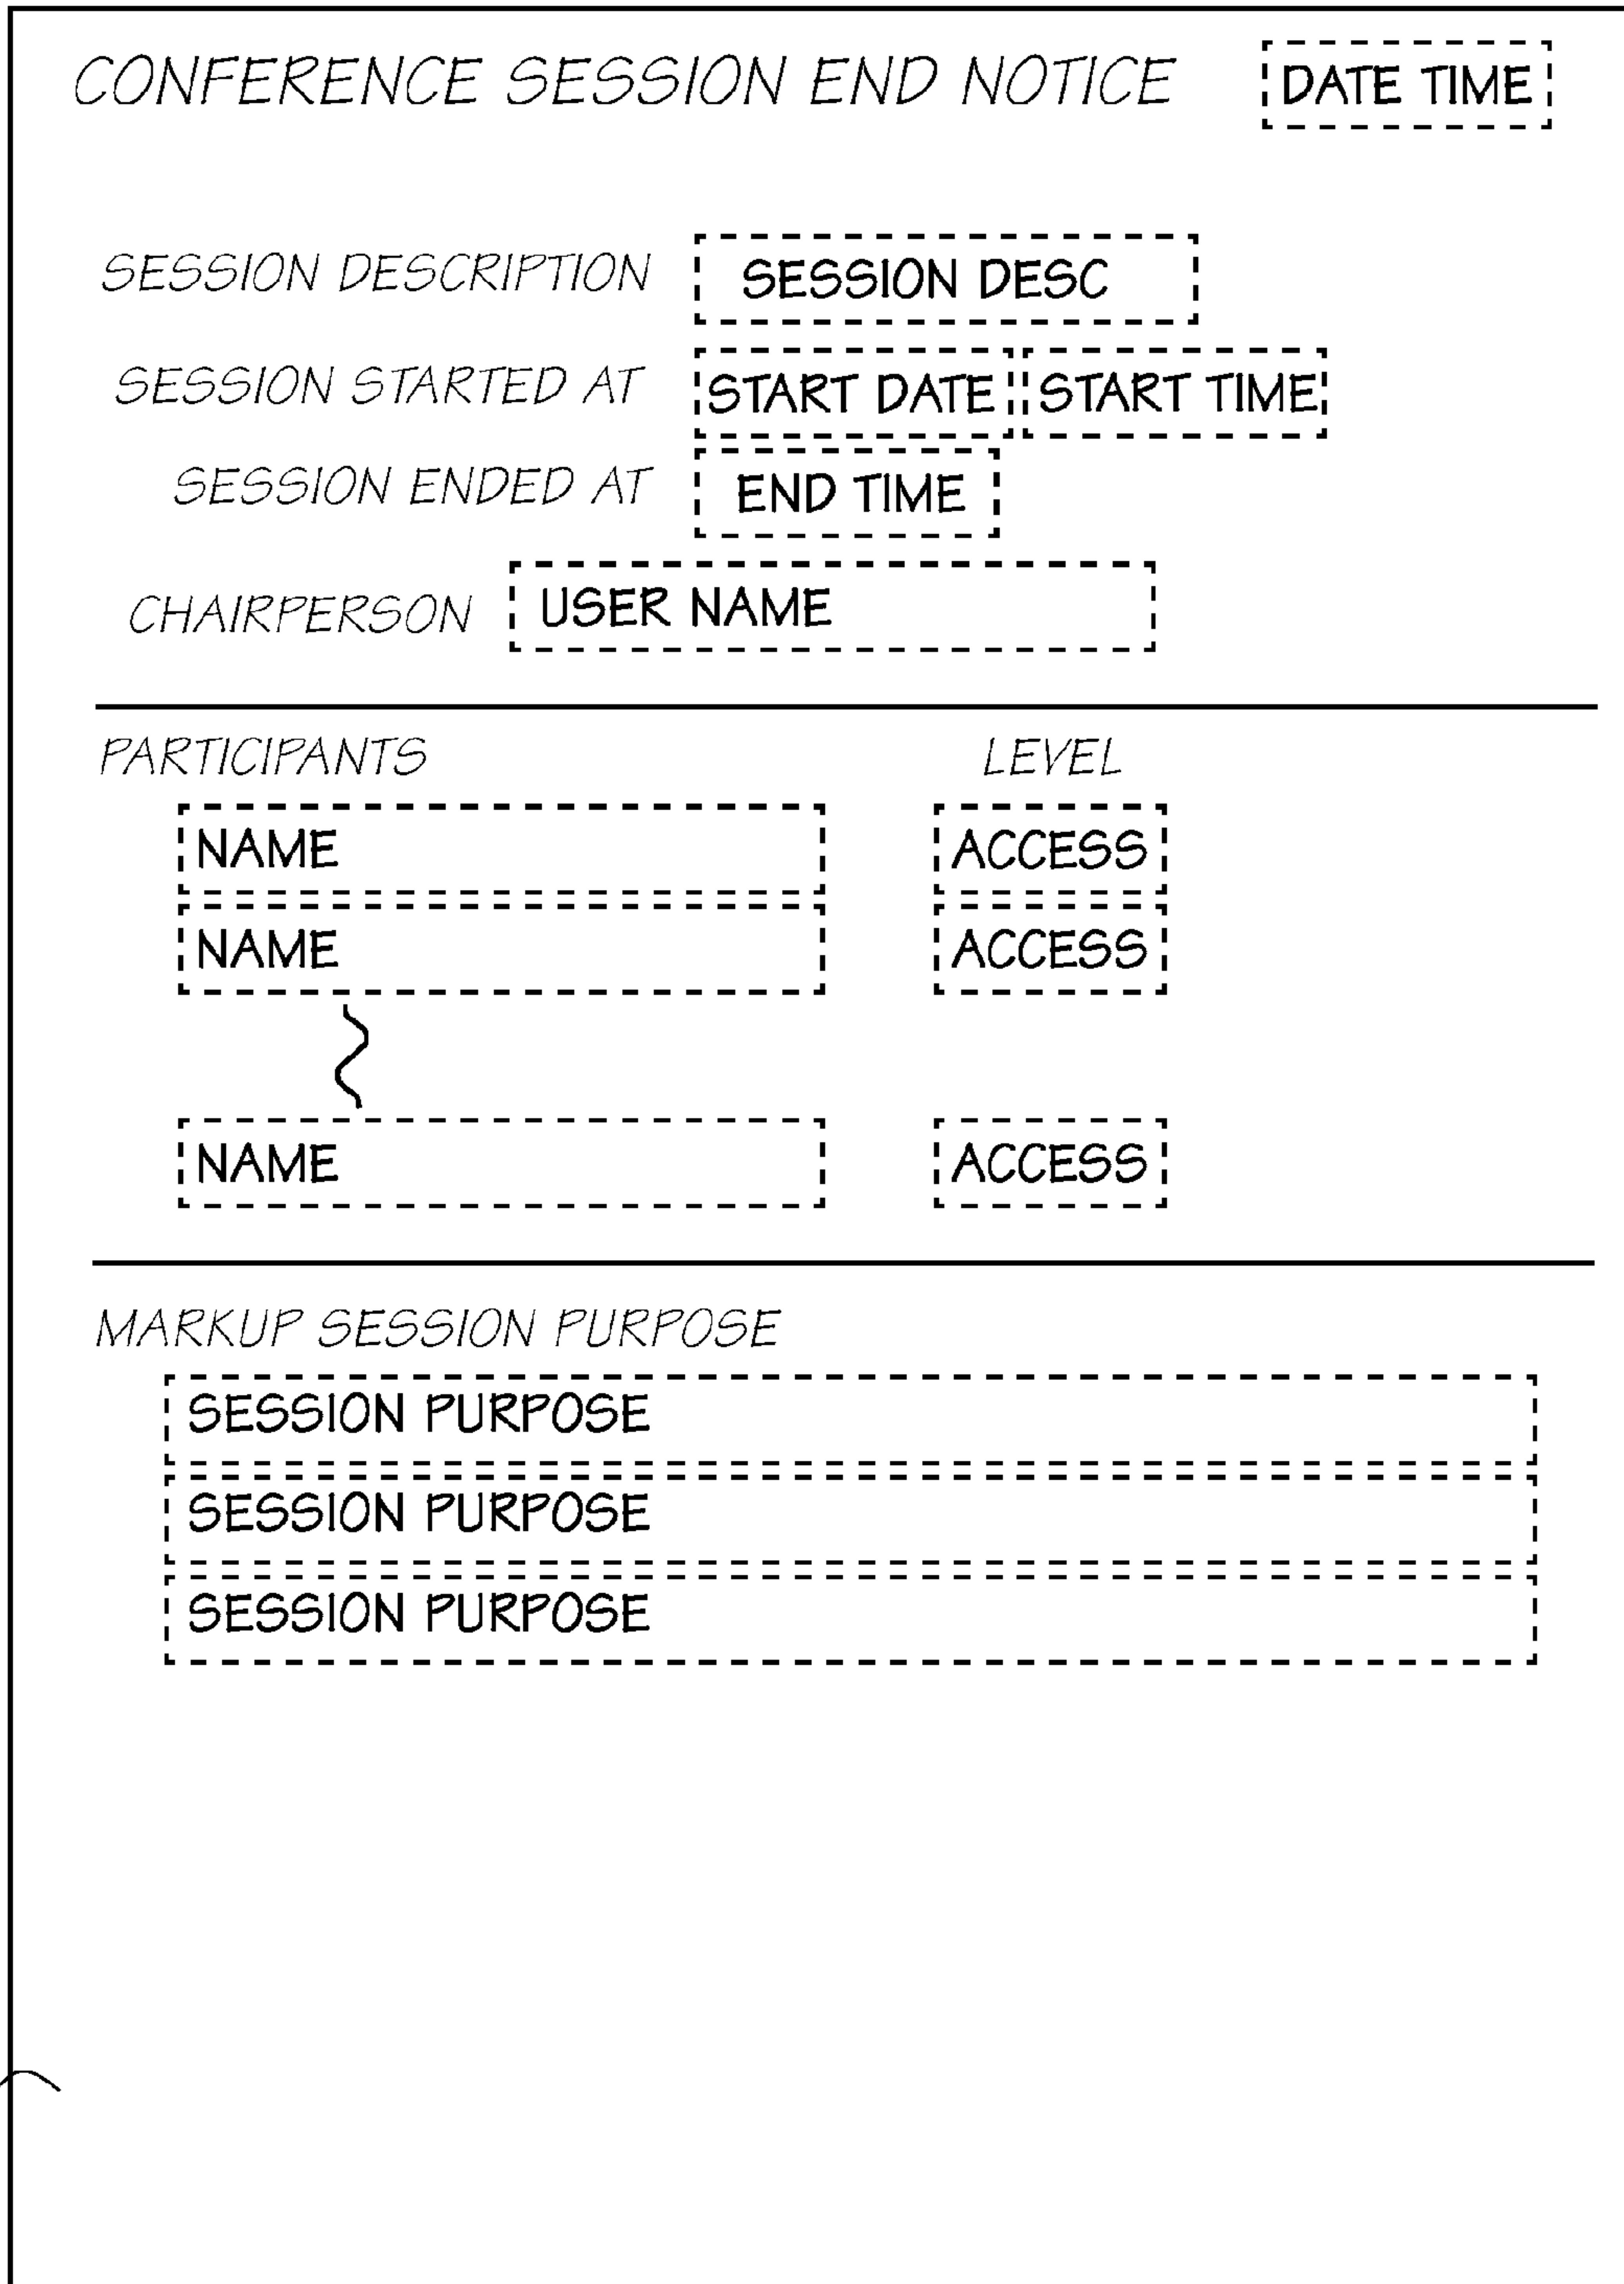 CONFERENCE SESSION END NOTICE DATE TIME
SESSION DESCRIPTION SESSION DESC
SESSION STARTED AT START DATE START TIME
SESSION ENDED AT END TIME
CHAIRPERSON USER NAME
PARTICIPANTS LEVEL
NAME ACCESS
NAME ACCESS
NAME ACCESS
MARKUP SESSION PURPOSE
SESSION PURPOSE
SESSION PURPOSE
SESSION PURPOSE